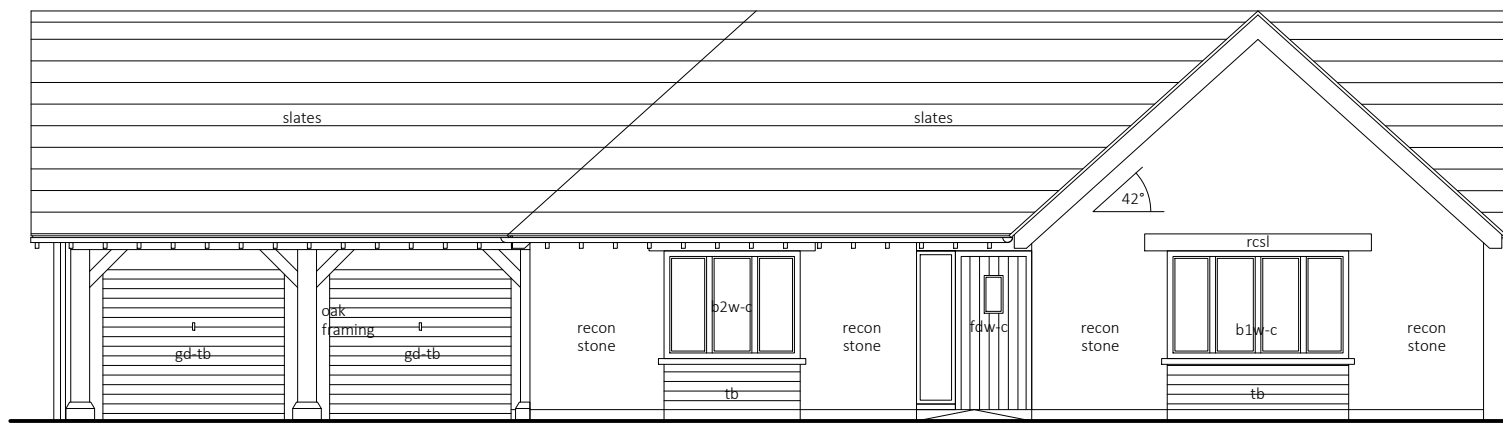 slates
slates
42°
rcsl
oak
framing
b2w-c
recon
stone
recon
stone
fdw-c
recon
stone
b1w-c
recon
stone
gd-tb
gd-tb
tb
tb